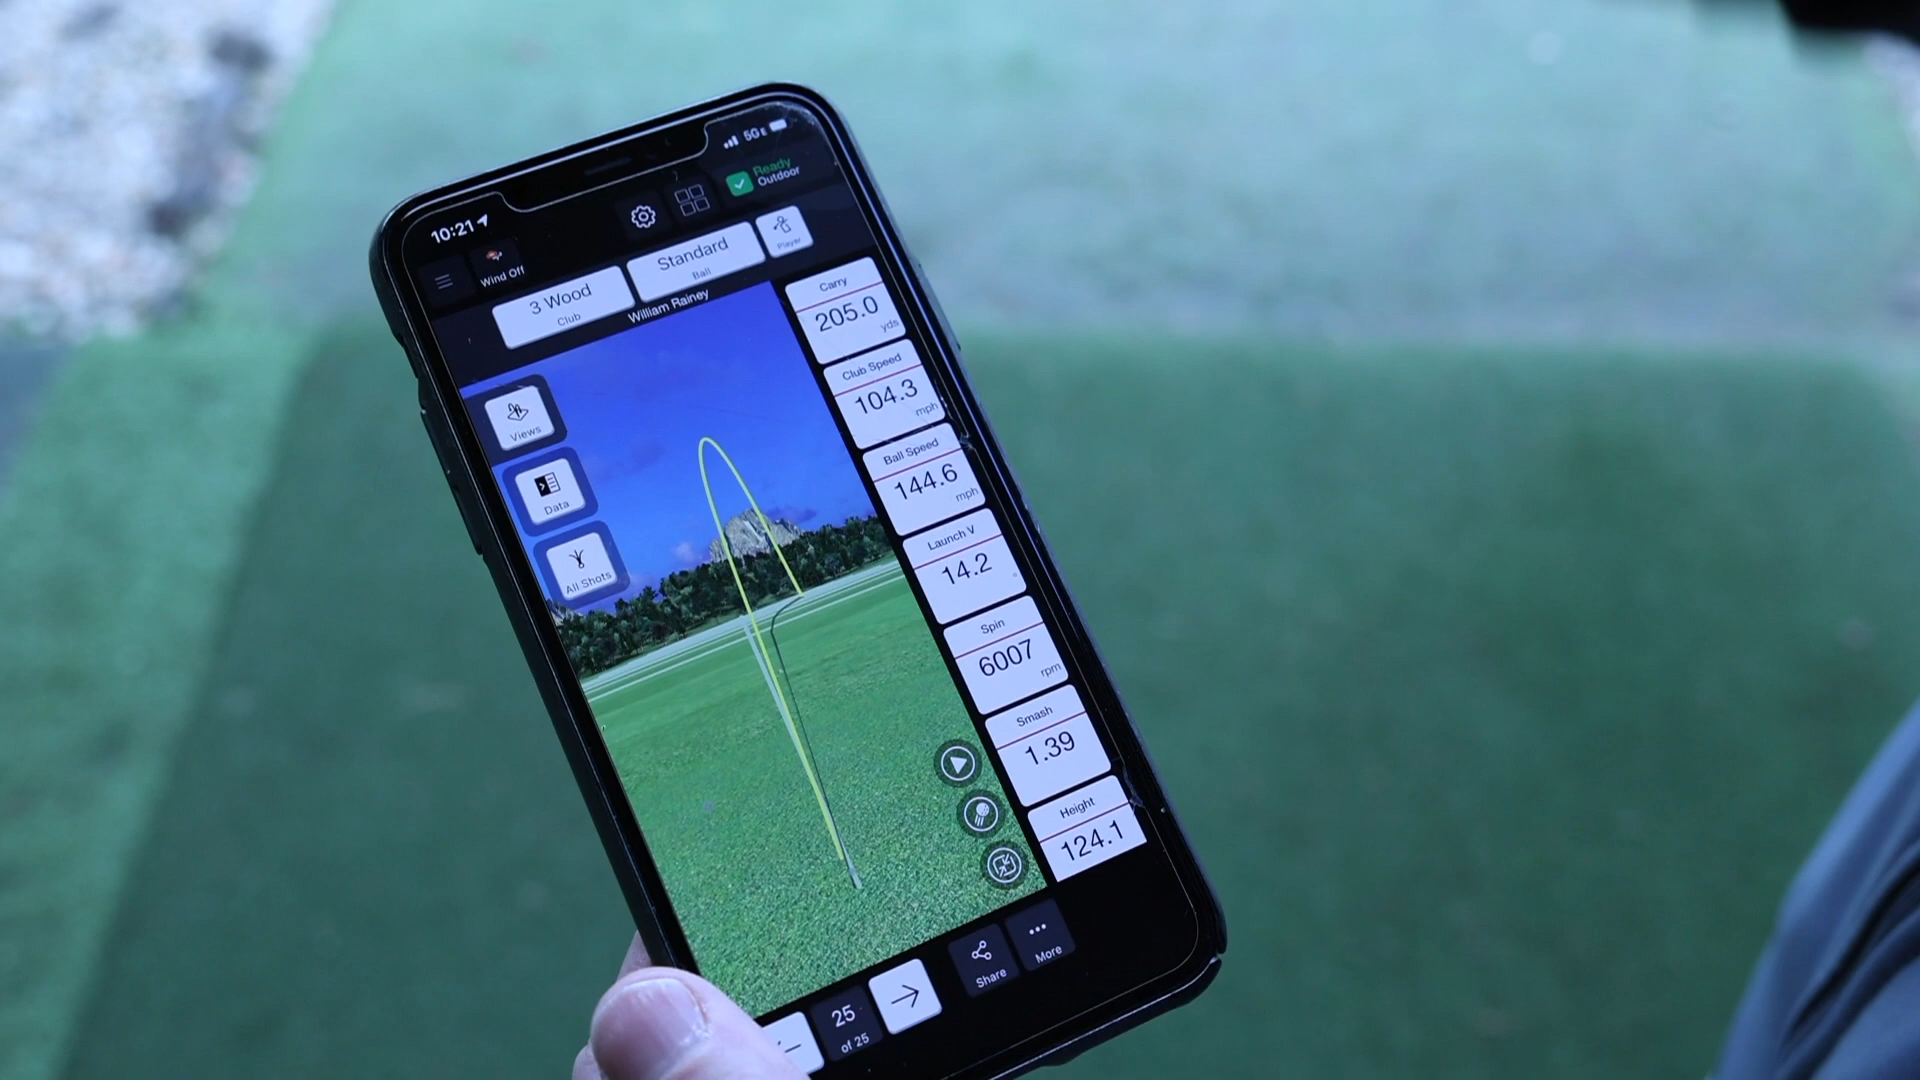 10:21
5G E
Ready
Outdoor
Wind Off
3 Wood
Club
Standard
Ball
Player
William Rainey
Views
Data
All Shots
Carry
205.0
yds
Club Speed
104.3
mph
Ball Speed
144.6
mph
Launch V
14.2
Spin
6007
rpm
Smash
1.39
Height
124.1
25
of 25
Share
More